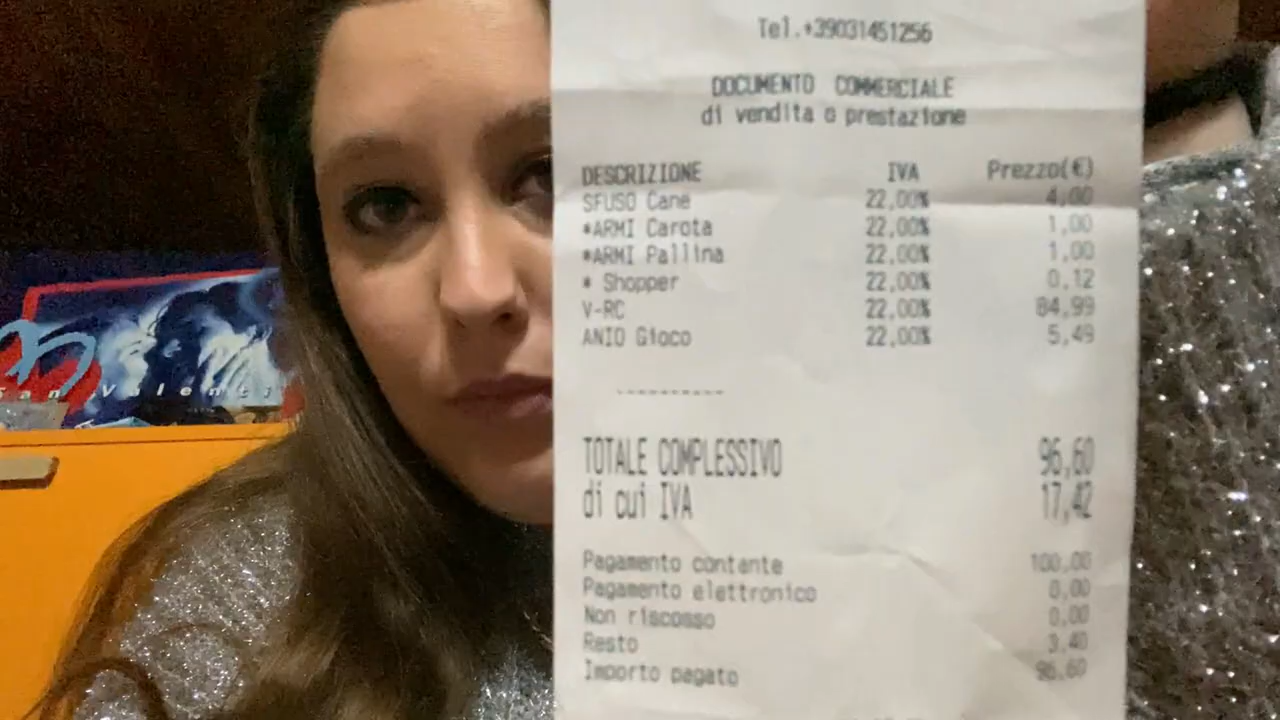 Tel.+39031451256
DOCUMENTO COMMERCIALE
di vendita o prestazione
DESCRIZIONE IVA Prezzo(€)
SFUSO Cane 22,00% 4,00
*ARMI Carota 22,00% 1,00
*ARMI Pallina 22,00% 1,00
* Shopper 22,00% 0,12
V-RC 22,00% 84,99
ANIO Gioco 22,00% 5,49
----------
TOTALE COMPLESSIVO 96,60
di cui IVA 17,42
Pagamento contante 100,00
Pagamento elettronico 0,00
Non riscosso 0,00
Resto 3,40
Importo pagato 96,60
San Valenti